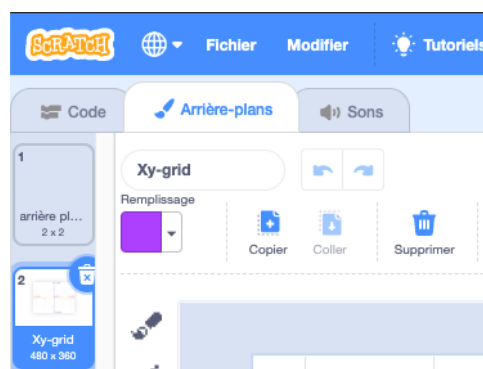 SCRATCH
Fichier
Modifier
Tutoriels
Code
Arrière-plans
Sons
1
arrière pl...
2 x 2
2
Xy-grid
480 x 360
Xy-grid
Remplissage
Copier
Coller
Supprimer